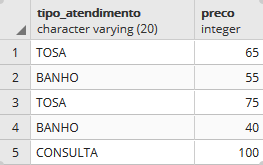 tipo_atendimento preco
character varying (20) integer
1 TOSA 65
2 BANHO 55
3 TOSA 75
4 BANHO 40
5 CONSULTA 100